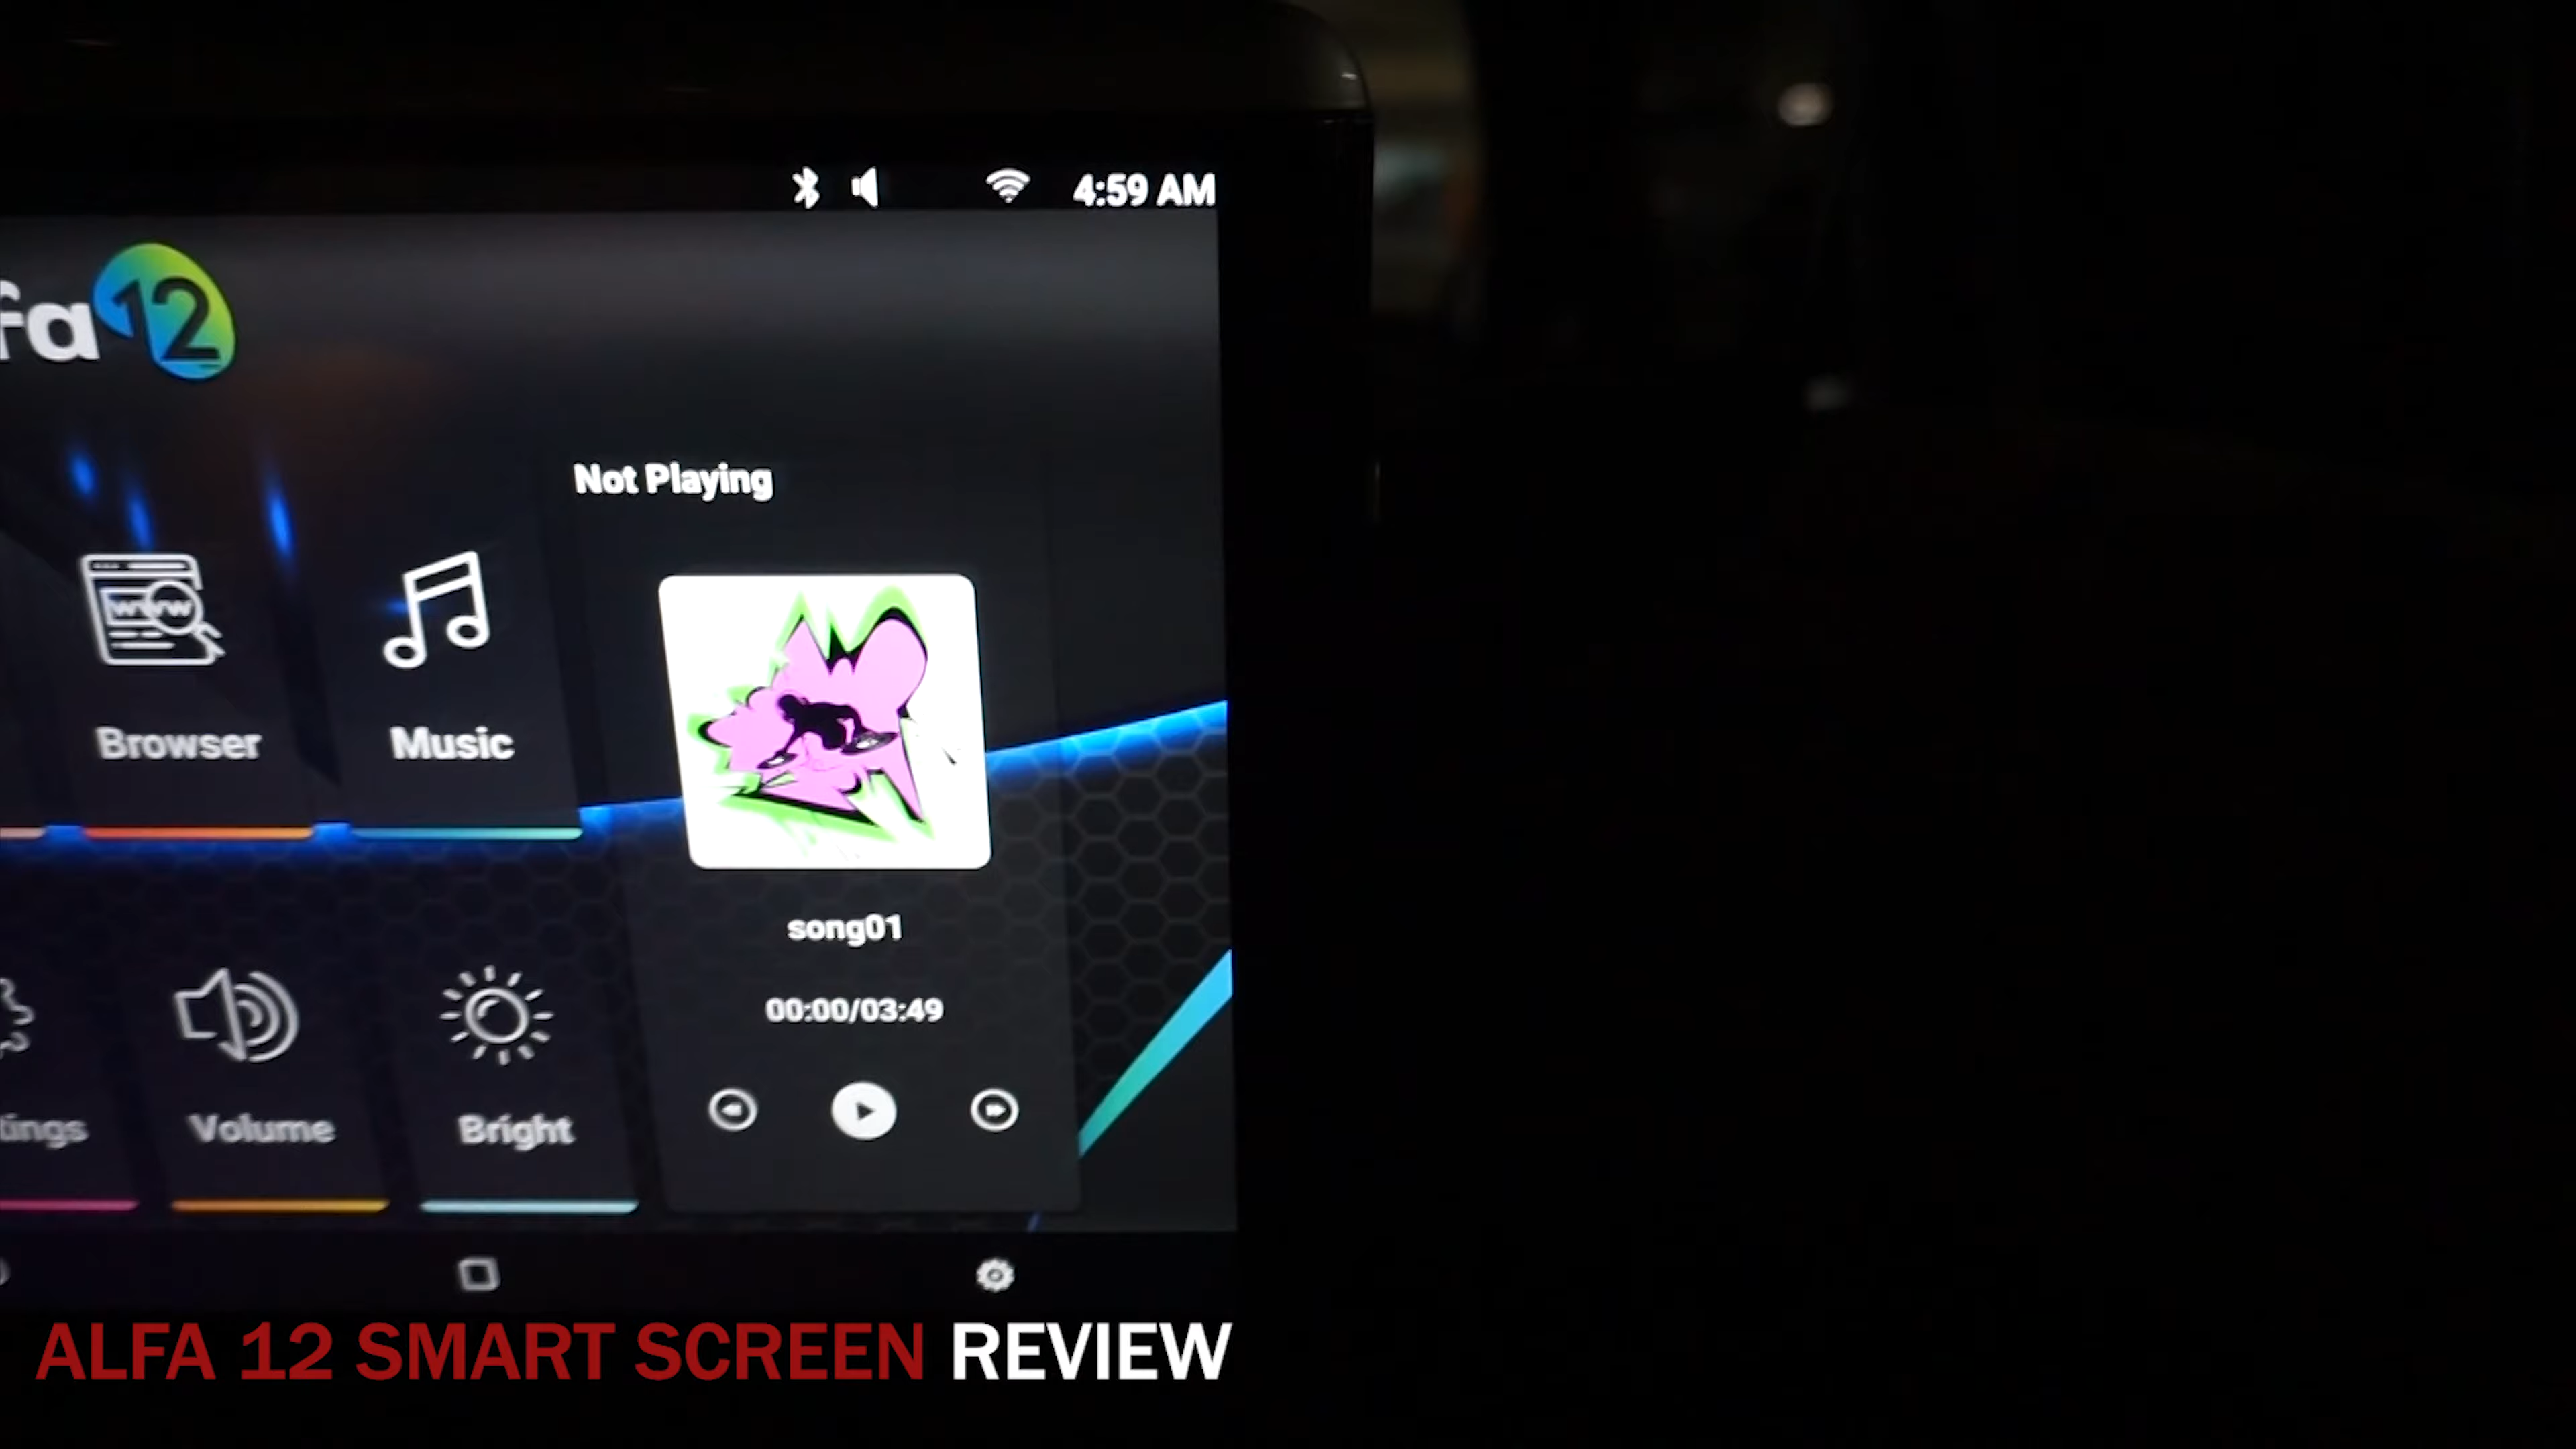 4:59 AM
fa12
Not Playing
www
Browser
Music
song01
00:00/03:49
tings
Volume
Bright
ALFA 12 SMART SCREEN REVIEW